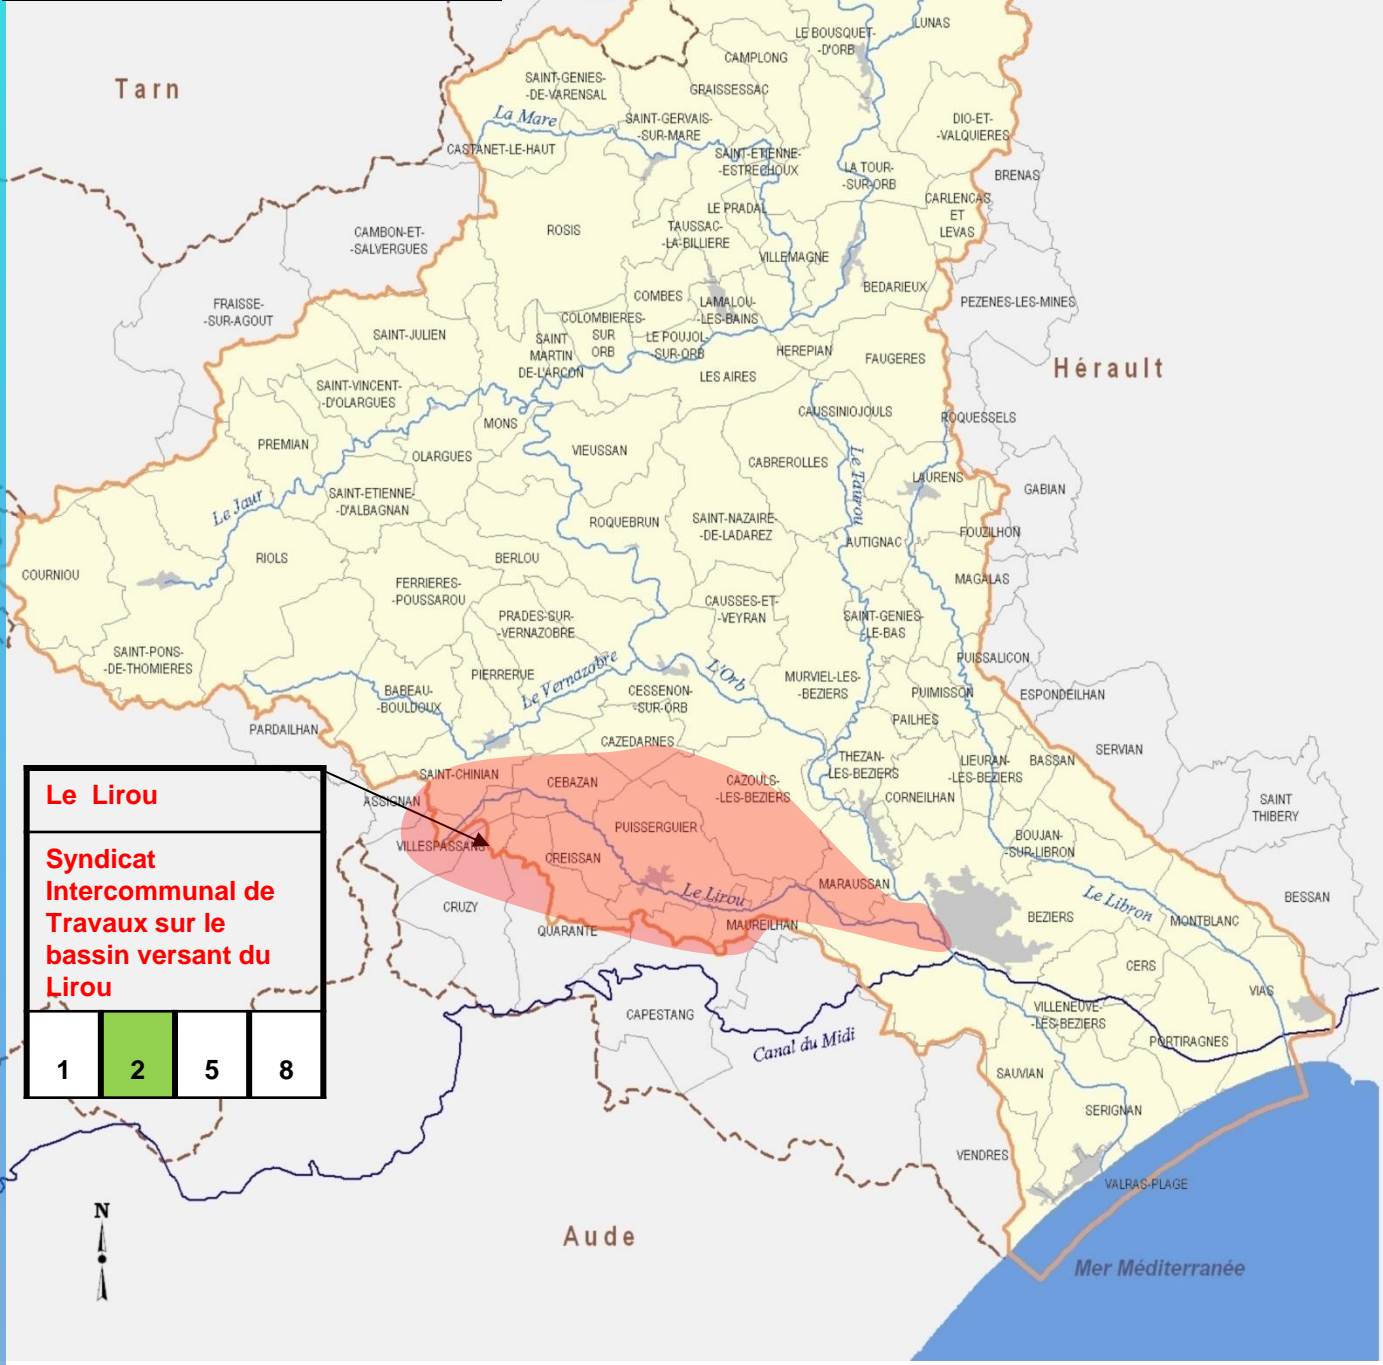 LUNAS
LE BOUSQUET-
-D'ORB
CAMPLONG
Tarn
SAINT-GENIES-
-DE-VARENSAL
GRAISSESSAC
La Mare
SAINT-GERVAIS-
-SUR-MARE
DIO-ET-
-VALQUIERES
CASTANET-LE-HAUT
SAINT-ETIENNE-
-ESTRECHOUX
LA TOUR-
-SUR-ORB
BRENAS
CARLENCAS
ET
LEVAS
LE PRADAL
CAMBON-ET-
-SALVERGUES
ROSIS
TAUSSAC-
-LA-BILLIERE
VILLEMAGNE
BEDARIEUX
FRAISSE-
-SUR-AGOUT
COMBES
LAMALOU-
-LES-BAINS
PEZENES-LES-MINES
SAINT-JULIEN
COLOMBIERES-
SUR
ORB
SAINT
MARTIN
DE-L'ARCON
LE POUJOL-
-SUR-ORB
HEREPIAN
FAUGERES
Hérault
LES AIRES
SAINT-VINCENT-
-D'OLARGUES
CAUSSINIOJOULS
ROQUESSELS
PREMIAN
MONS
OLARGUES
VIEUSSAN
CABREROLLES
Le Taurou
LAURENS
GABIAN
Le Jaur
SAINT-ETIENNE-
-D'ALBAGNAN
ROQUEBRUN
SAINT-NAZAIRE-
-DE-LADAREZ
AUTIGNAC
FOUZILHON
COURNIOU
RIOLS
BERLOU
FERRIERES-
-POUSSAROU
MAGALAS
CAUSSES-ET-
-VEYRAN
PRADES-SUR-
-VERNAZOBRE
SAINT-GENIES-
-LE-BAS
SAINT-PONS-
-DE-THOMIERES
PIERRERUE
Le Vernazobre
L'Orb
PUISSALICON
BABEAU-
-BOULDOUX
CESSENON-
-SUR-ORB
MURVIEL-LES-
-BEZIERS
PUIMISSON
ESPONDEILHAN
PARDAILHAN
PAILHES
CAZEDARNES
SERVIAN
THEZAN-
-LES-BEZIERS
LIEURAN-
-LES-BEZIERS
BASSAN
SAINT-CHINIAN
CEBAZAN
CAZOULS-
-LES-BEZIERS
CORNEILHAN
ASSIGNAN
SAINT
THIBERY
Le Lirou
PUISSERGUIER
BOUJAN-
-SUR-LIBRON
VILLESPASSANS
CREISSAN
Syndicat
Intercommunal de
Travaux sur le
bassin versant du
Lirou
1 2 5 8
Le Lirou
MARAUSSAN
BESSAN
CRUZY
Le Libron
BEZIERS
MONTBLANC
QUARANTE
MAUREILHAN
CERS
VIAS
CAPESTANG
VILLENEUVE-
-LES-BEZIERS
Canal du Midi
PORTIRAGNES
SAUVIAN
SERIGNAN
VENDRES
VALRAS-PLAGE
N
Aude
Mer Méditerranée